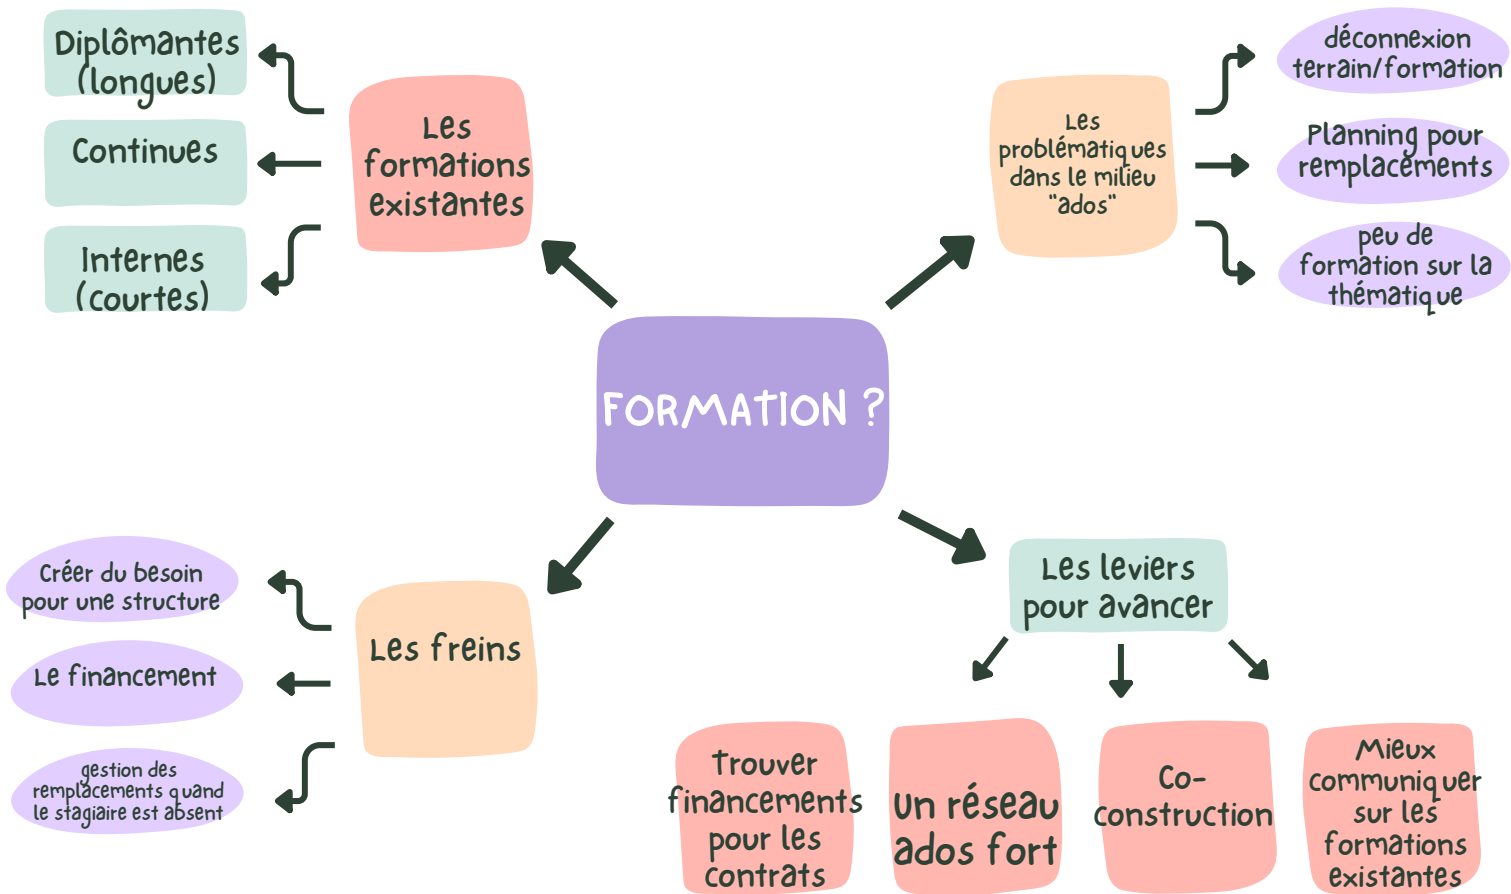 Diplômantes
(longues)
Continues
Internes
(courtes)
Les
formations
existantes
Les
problématiques
dans le milieu
"ados"
déconnexion
terrain/formation
Planning pour
remplacements
peu de
formation sur la
thématique
FORMATION ?
Créer du besoin
pour une structure
Le financement
gestion des
remplacements quand
le stagiaire est absent
Les freins
Les leviers
pour avancer
Trouver
financements
pour les
contrats
un réseau
ados fort
Co-
construction
Mieux
communiquer
sur les
formations
existantes